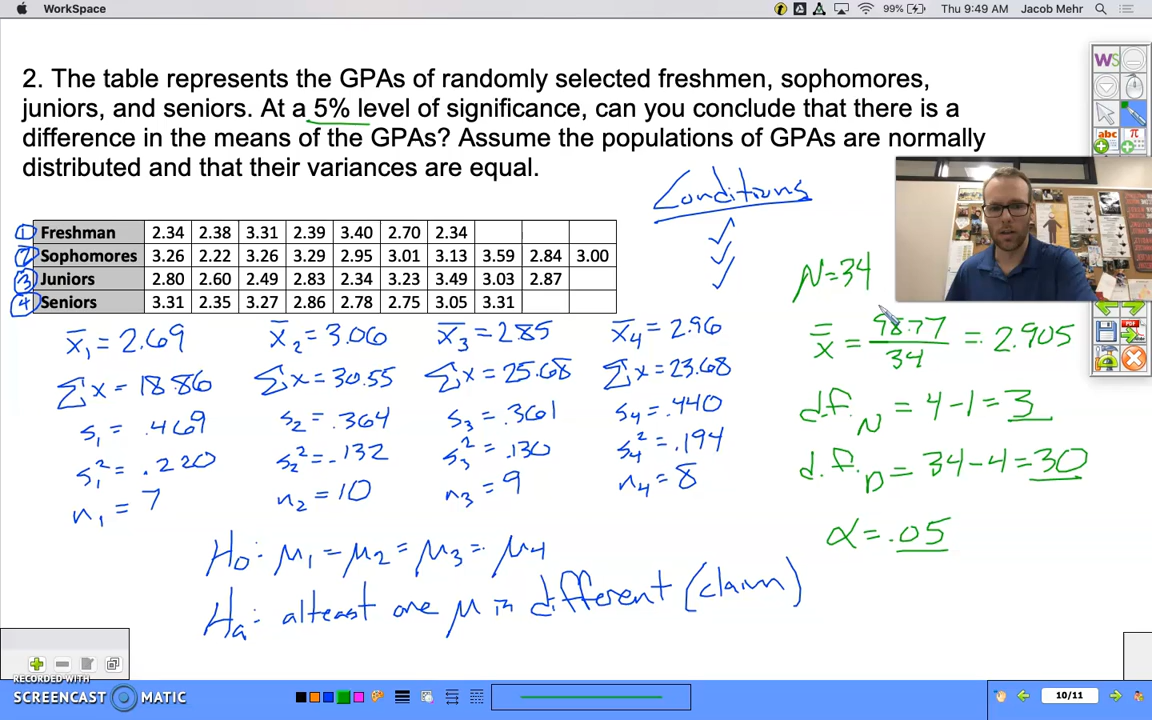 WorkSpace
99% Thu 9:49 AM Jacob Mehr
2. The table represents the GPAs of randomly selected freshmen, sophomores,
juniors, and seniors. At a 5% level of significance, can you conclude that there is a
difference in the means of the GPAs? Assume the populations of GPAs are normally
distributed and that their variances are equal.
Conditions
✓
✓
✓
① Freshman 2.34 2.38 3.31 2.39 3.40 2.70 2.34
② Sophomores 3.26 2.22 3.26 3.29 2.95 3.01 3.13 3.59 2.84 3.00
③ Juniors 2.80 2.60 2.49 2.83 2.34 3.23 3.49 3.03 2.87
④ Seniors 3.31 2.35 3.27 2.86 2.78 2.75 3.05 3.31
x̄₁ = 2.69 x̄₂ = 3.06 x̄₃ = 2.85 x̄₄ = 2.96
∑x = 18.86 ∑x = 30.55 ∑x = 25.68 ∑x = 23.68
s₁ = .469 s₂ = .364 s₃ = .361 s₄ = .440
s₁² = .220 s₂² = .132 s₃² = .130 s₄² = .194
n₁ = 7 n₂ = 10 n₃ = 9 n₄ = 8
N = 34
x̿ = 98.77/34 = 2.905
d.f.N = 4 - 1 = 3
d.f.D = 34 - 4 = 30
α = .05
H₀: μ₁ = μ₂ = μ₃ = μ₄
Hₐ: alteast one μ is different (claim)
WS
abc
π
PDF
RECORDED WITH
SCREENCAST MATIC
10/11